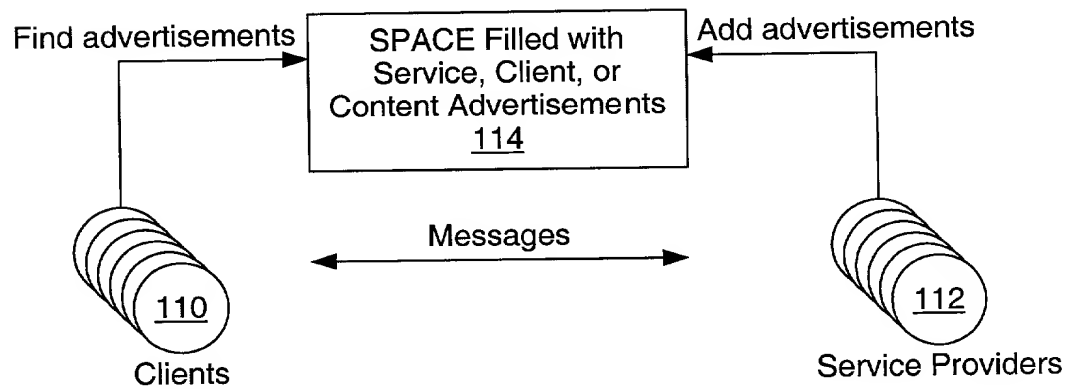 Find advertisements
SPACE Filled with
Service, Client, or
Content Advertisements
114
Add advertisements
Messages
110
Clients
112
Service Providers